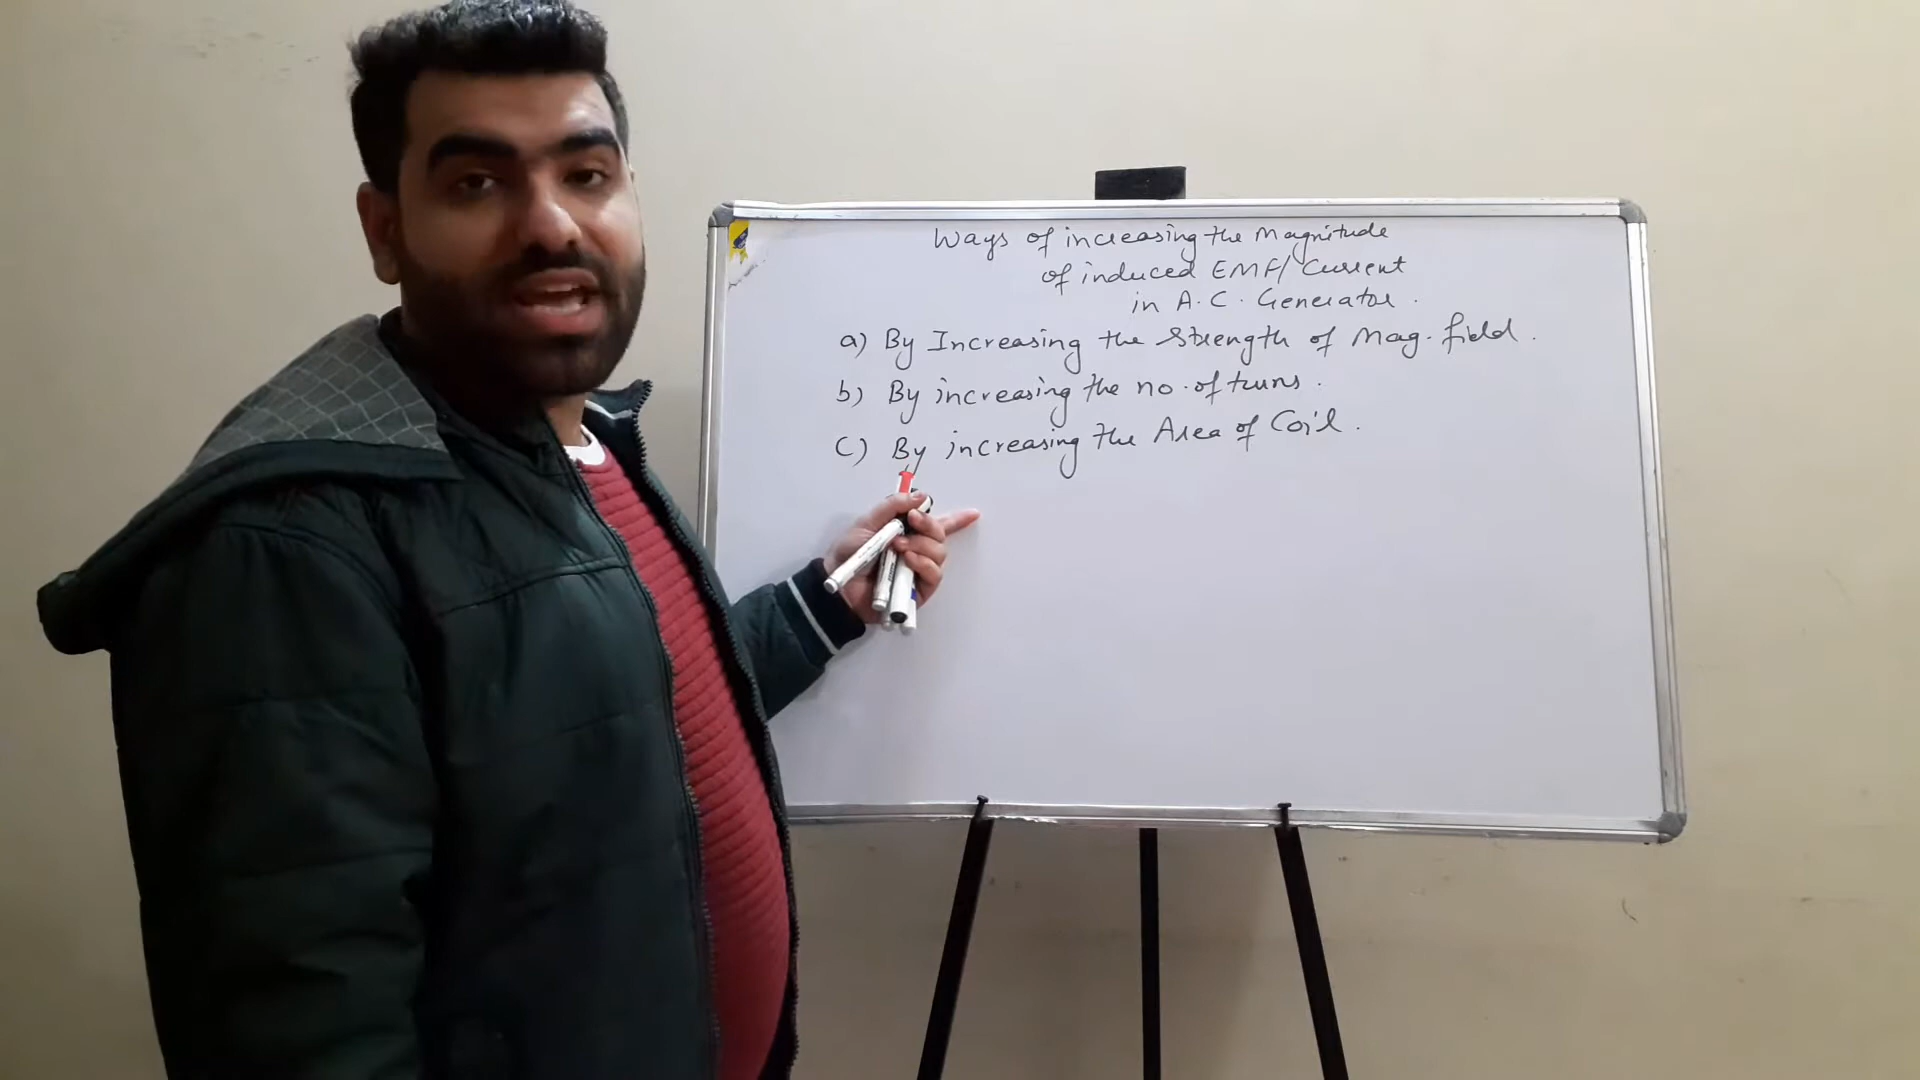 Ways of increasing the Magnitude
of induced EMF/ Current
in A.C. Generator.
a) By Increasing the Strength of Mag. field.
b) By increasing the no. of turns.
C) By increasing the Area of Coil.